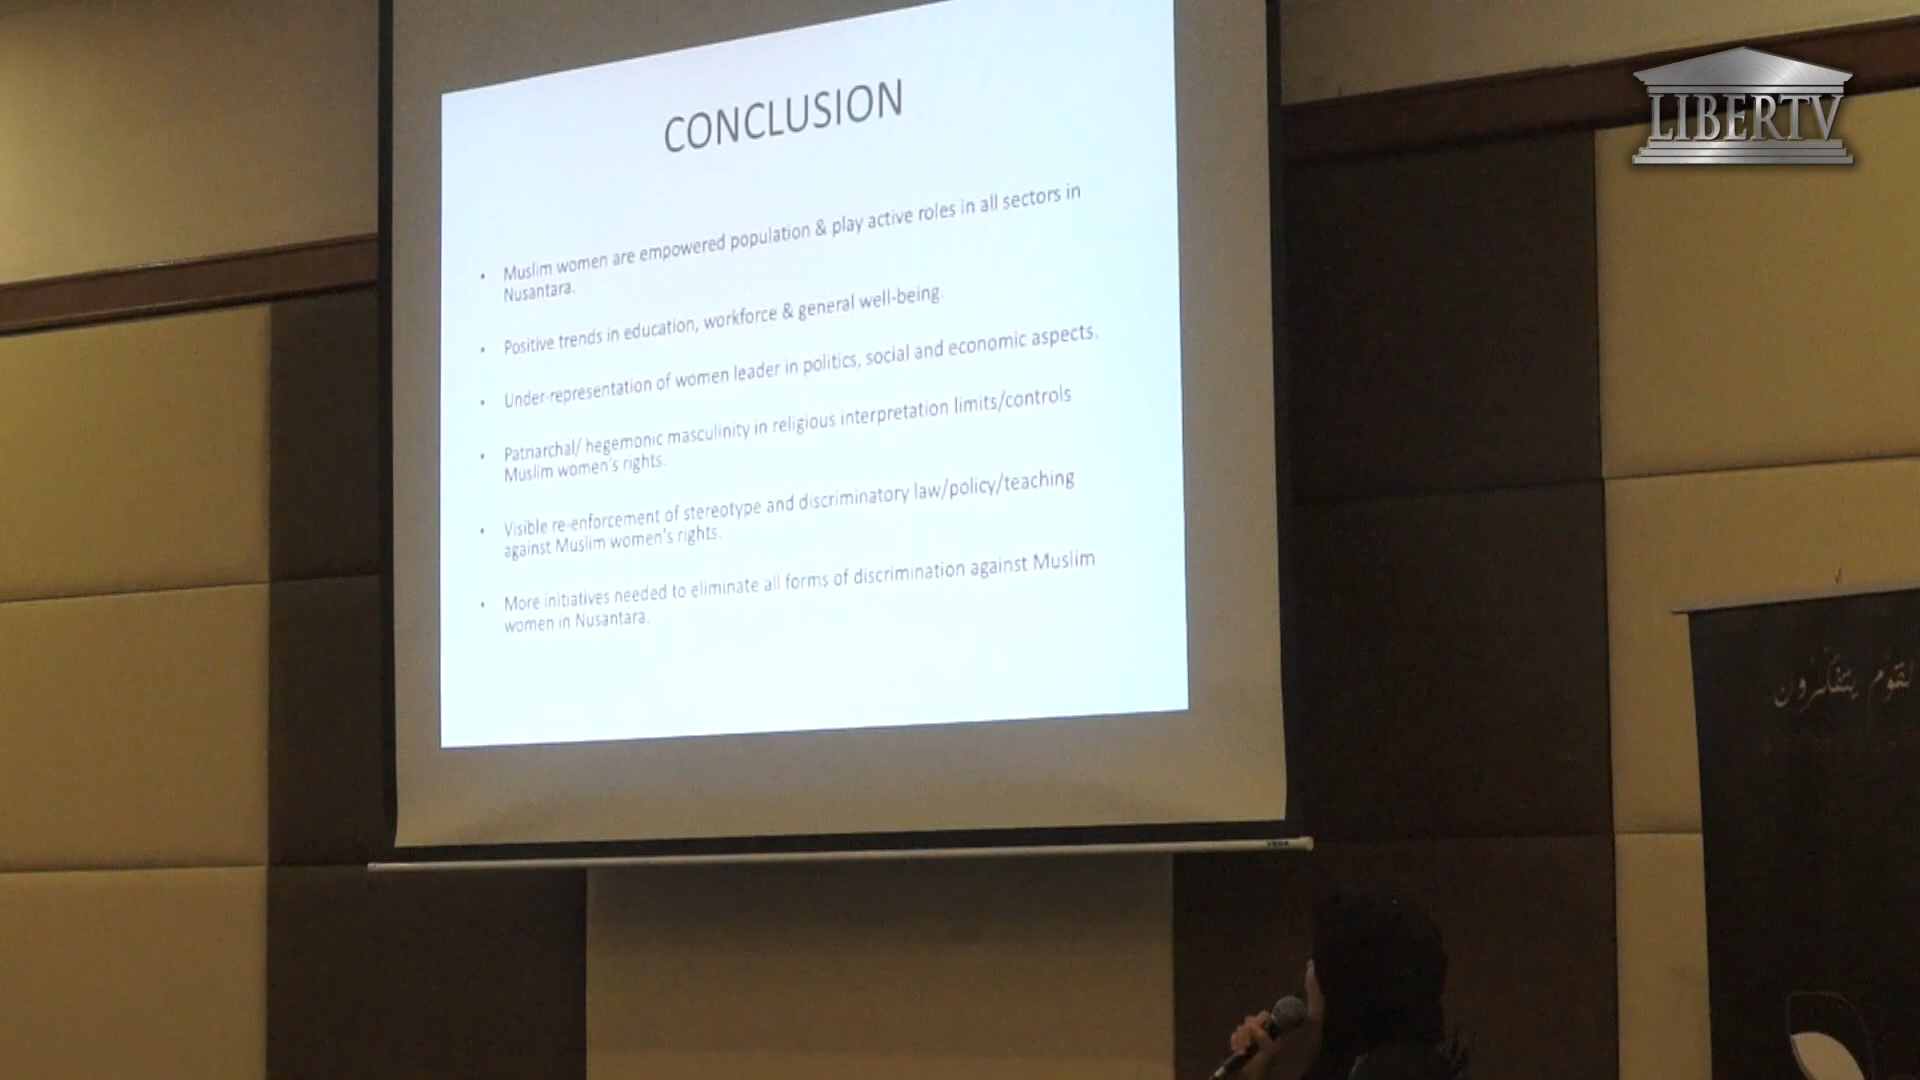 CONCLUSION
• Muslim women are empowered population & play active roles in all sectors in
Nusantara.
• Positive trends in education, workforce & general well-being.
• Under-representation of women leader in politics, social and economic aspects.
• Patriarchal/ hegemonic masculinity in religious interpretation limits/controls
Muslim women's rights.
• Visible re-enforcement of stereotype and discriminatory law/policy/teaching
against Muslim women's rights.
• More initiatives needed to eliminate all forms of discrimination against Muslim
women in Nusantara.
LIBERTV
لقوم يتفكرون